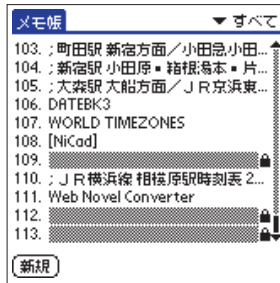 メモ帳 ▼ すべて
103. ; 町田駅 新宿方面／小田急小田...
104. ; 新宿駅 小田原・箱根湯本・片...
105. ; 大森駅 大船方面／ＪＲ京浜東...
106. DATEBK3
107. WORLD TIMEZONES
108. [NiCad]
109.
110. ; ＪＲ横浜線 相模原駅時刻表 2...
111. Web Novel Converter
112.
113.
新規